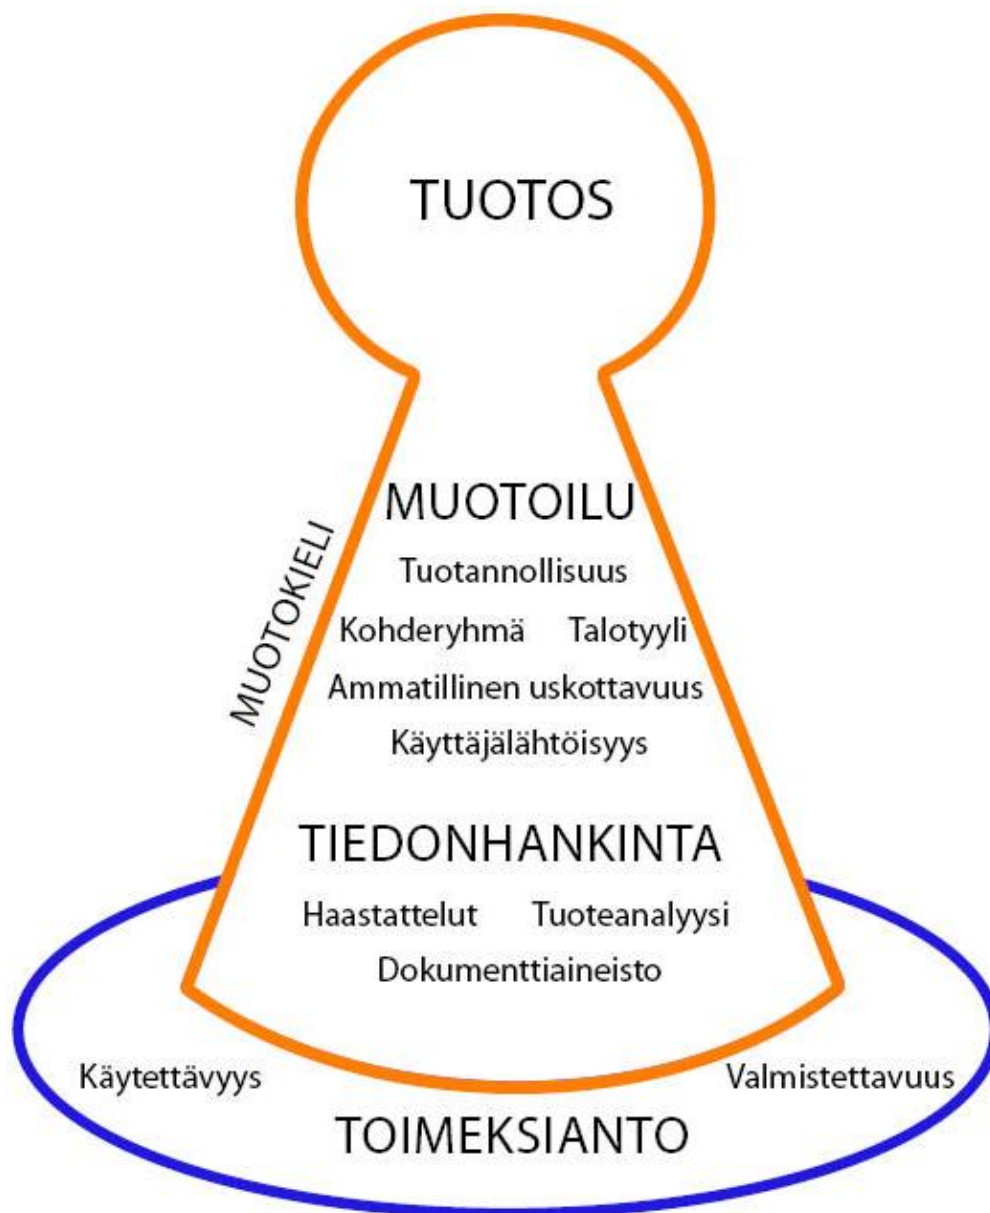 TUOTOS
MUOTOILU
Tuotannollisuus
MUOTOKIELI
Kohderyhmä Talotyyli
Ammatillinen uskottavuus
Käyttäjälähtöisyys
TIEDONHANKINTA
Haastattelut Tuoteanalyysi
Dokumenttiaineisto
Käytettävyys Valmistettavuus
TOIMEKSIANTO